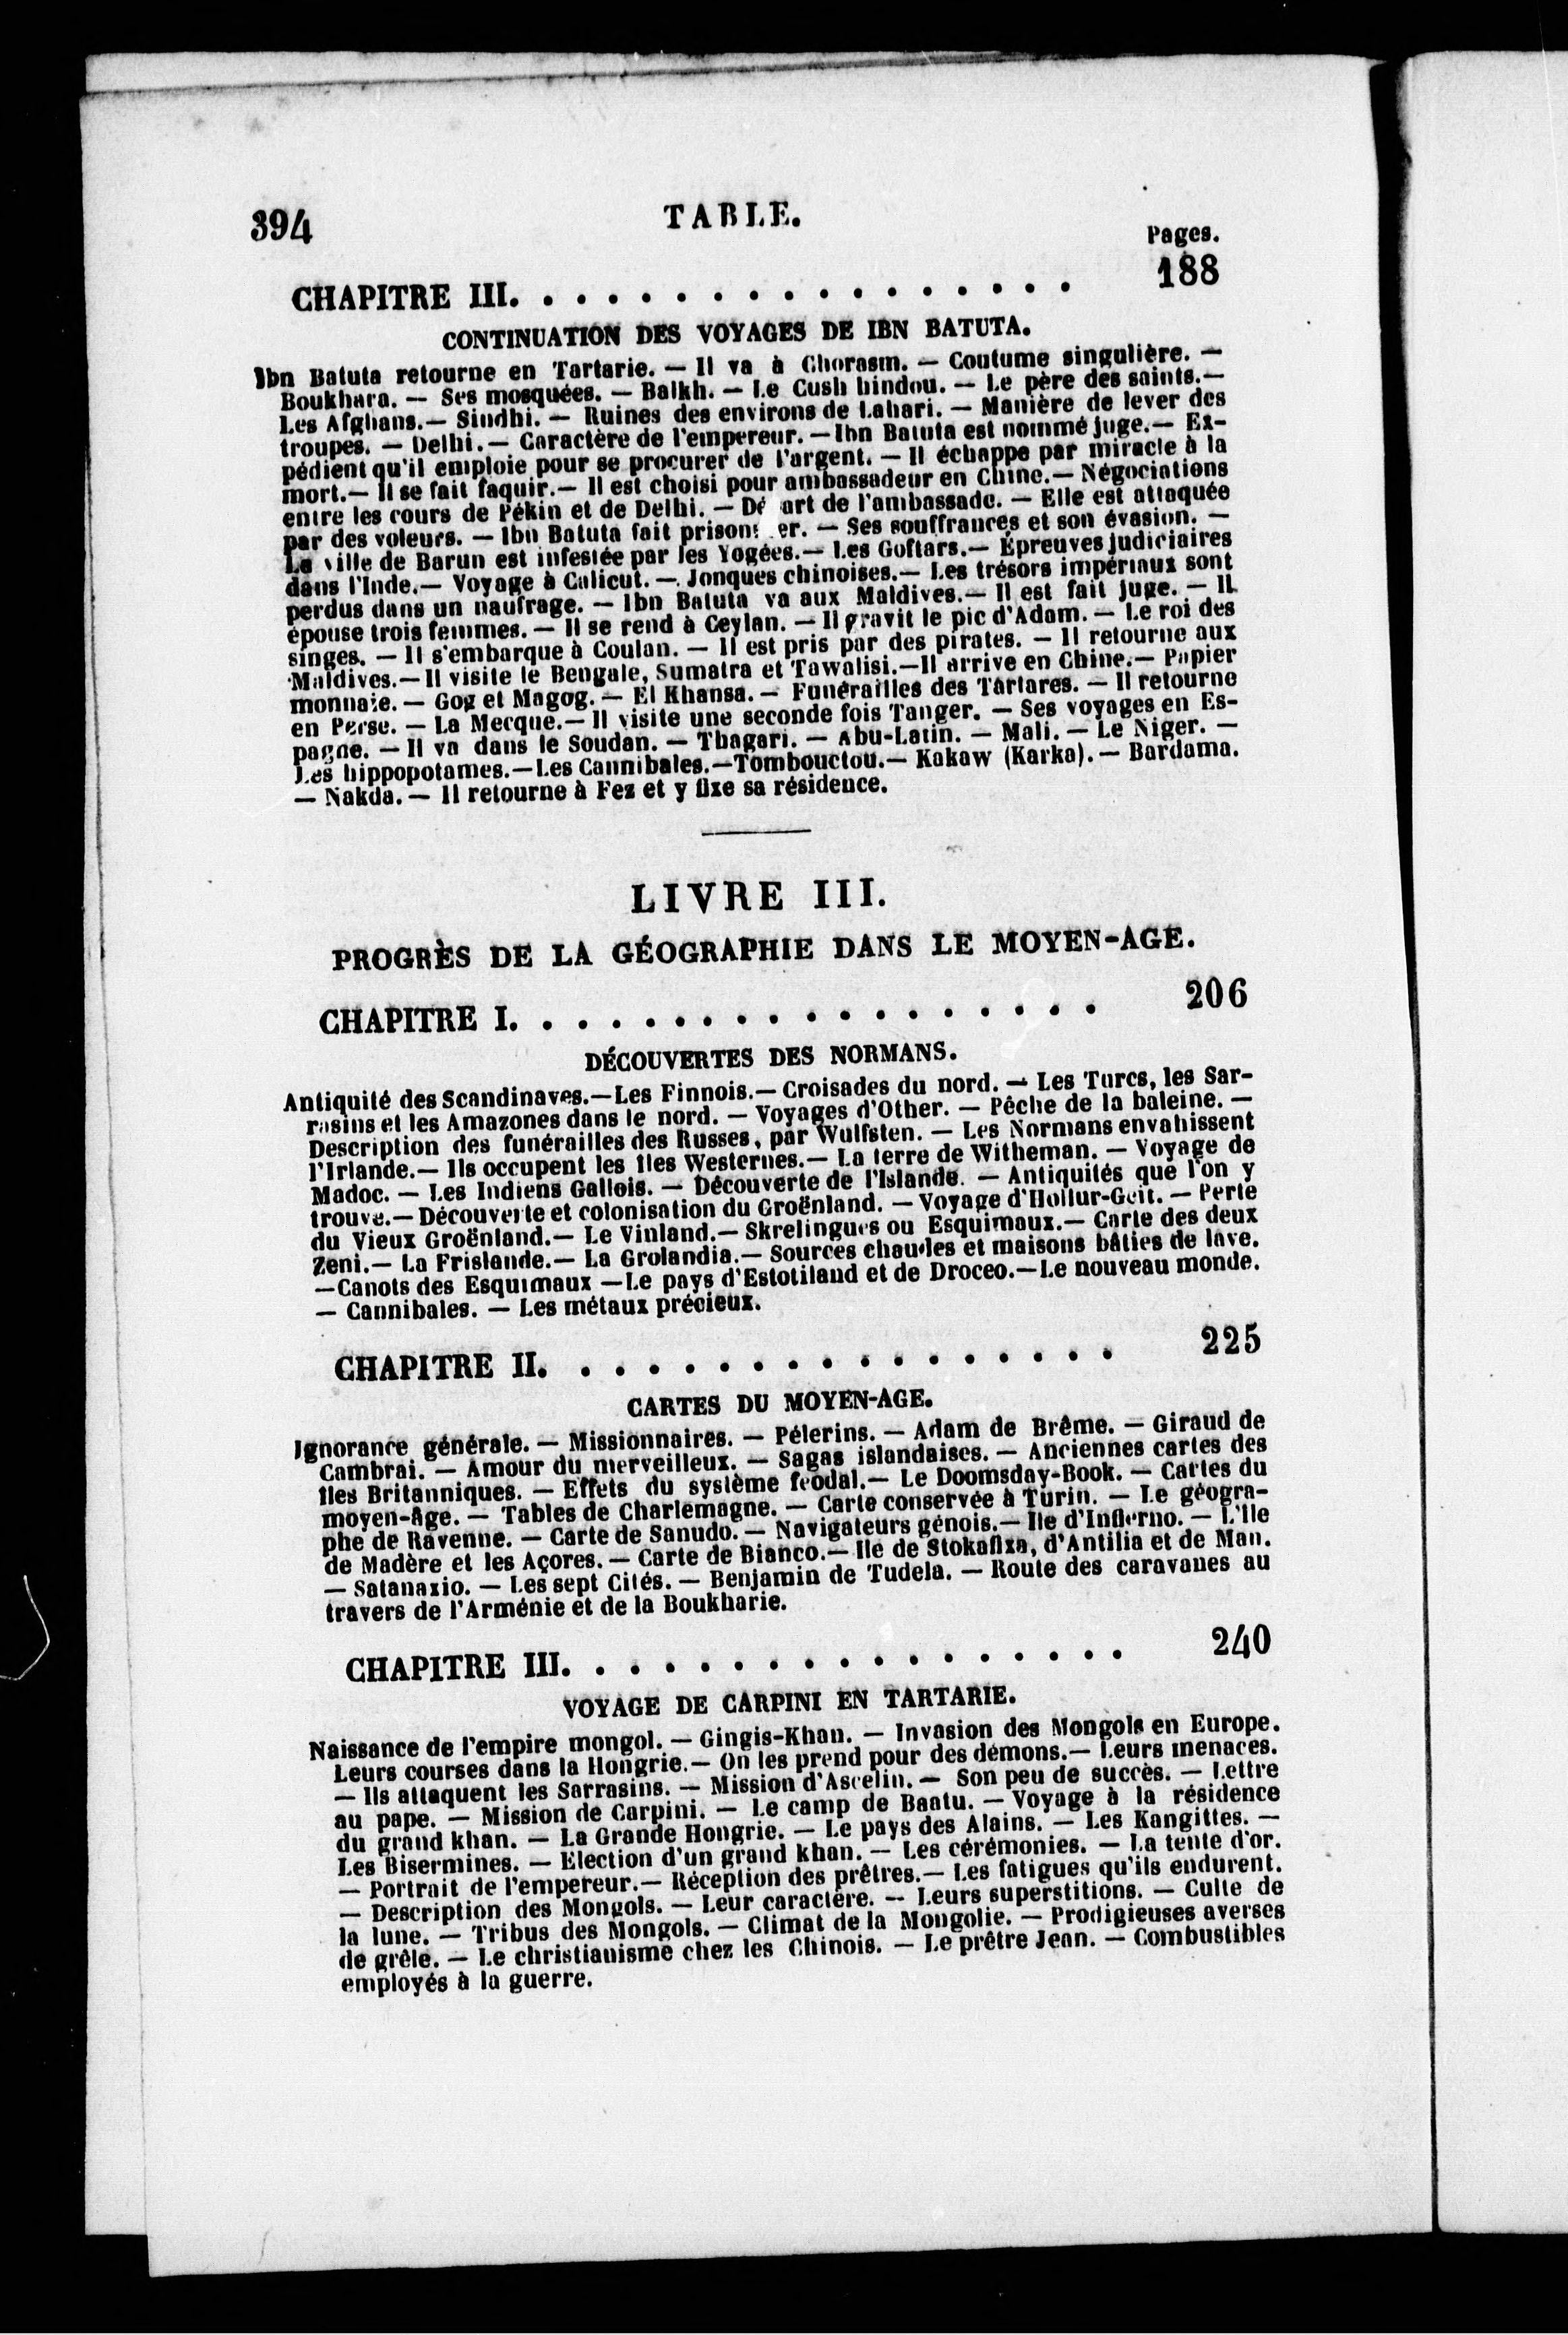 394
TABLE.
Pages.
CHAPITRE III. . . . . . . . . . . . . . . . . 188
CONTINUATION DES VOYAGES DE IBN BATUTA.
Ibn Batuta retourne en Tartarie. — Il va à Chorasm. — Coutume singulière. —
Boukhara. — Ses mosquées. — Balkh. — Le Cush hindou. — Le père des saints.—
Les Afghans.— Sindhi. — Ruines des environs de Lahari. — Manière de lever des
troupes. — Delhi.— Caractère de l'empereur. —Ibn Batuta est nommé juge.— Ex-
pédient qu'il emploie pour se procurer de l'argent. — Il échappe par miracle à la
mort.— Il se fait faquir.— Il est choisi pour ambassadeur en Chine.— Négociations
entre les cours de Pékin et de Delhi. — Dé art de l'ambassade. — Elle est attaquée
par des voleurs. — Ibn Batuta fait prison er. — Ses souffrances et son évasion. —
La ville de Barun est infestée par les Yogées.— Les Goftars.— Épreuves judiciaires
dans l'Inde.— Voyage à Calicut. — Jonques chinoises.— Les trésors impériaux sont
perdus dans un naufrage. — Ibn Batuta va aux Maldives.— Il est fait juge. — Il
épouse trois femmes. — Il se rend à Ceylan. — Il gravit le pic d'Adam. — Le roi des
singes. — Il s'embarque à Coulan. — Il est pris par des pirates. — Il retourne aux
Maldives.— Il visite le Bengale, Sumatra et Tawalisi.—Il arrive en Chine.— Papier
monnaie. — Gog et Magog. — El Khansa. — Funérailles des Tartares. — Il retourne
en Perse. — La Mecque.— Il visite une seconde fois Tanger. — Ses voyages en Es-
pagne. — Il va dans le Soudan. — Thagari. — Abu-Latin. — Mali. — Le Niger. —
Les hippopotames.—Les Cannibales.—Tombouctou.— Kakaw (Karka). — Bardama.
— Nakda. — Il retourne à Fez et y fixe sa résidence.
LIVRE III.
PROGRÈS DE LA GÉOGRAPHIE DANS LE MOYEN-AGE.
CHAPITRE I. . . . . . . . . . . . . . . . . . 206
DÉCOUVERTES DES NORMANS.
Antiquité des Scandinaves.—Les Finnois.— Croisades du nord. — Les Turcs, les Sar-
rasins et les Amazones dans le nord. — Voyages d'Other. — Pêche de la baleine. —
Description des funérailles des Russes, par Wulfsten. — Les Normans envahissent
l'Irlande.— Ils occupent les îles Westernes.— La terre de Witheman. — Voyage de
Madoc. — Les Indiens Gallois. — Découverte de l'Islande. — Antiquités que l'on y
trouve.— Découverte et colonisation du Groënland. — Voyage d'Hollur-Geit. — Perte
du Vieux Groënland.— Le Vinland.— Skrelingues ou Esquimaux.— Carte des deux
Zeni.— La Frislande.— La Grolandia.— Sources chaudes et maisons bâties de lave.
—Canots des Esquimaux —Le pays d'Estotiland et de Droceo.—Le nouveau monde.
— Cannibales. — Les métaux précieux.
CHAPITRE II. . . . . . . . . . . . . . . . . 225
CARTES DU MOYEN-AGE.
Ignorance générale. — Missionnaires. — Pélerins. — Adam de Brême. — Giraud de
Cambrai. — Amour du merveilleux. — Sagas islandaises. — Anciennes cartes des
Iles Britanniques. — Effets du système féodal.— Le Doomsday-Book. — Cartes du
moyen-âge. — Tables de Charlemagne. — Carte conservée à Turin. — Le géogra-
phe de Ravenne. — Carte de Sanudo. — Navigateurs génois.— Ile d'Inflerno. — L'île
de Madère et les Açores. — Carte de Bianco.— Ile de Stokafixa, d'Antilia et de Man.
— Satanaxio. — Les sept Cités. — Benjamin de Tudela. — Route des caravanes au
travers de l'Arménie et de la Boukharie.
CHAPITRE III. . . . . . . . . . . . . . . . . 240
VOYAGE DE CARPINI EN TARTARIE.
Naissance de l'empire mongol. — Gingis-Khan. — Invasion des Mongols en Europe.
Leurs courses dans la Hongrie.— On les prend pour des démons.— Leurs menaces.
— Ils attaquent les Sarrasins. — Mission d'Ascelin. — Son peu de succès. — Lettre
au pape. — Mission de Carpini. — Le camp de Baatu. — Voyage à la résidence
du grand khan. — La Grande Hongrie. — Le pays des Alains. — Les Kangittes. —
Les Bisermines. — Election d'un grand khan. — Les cérémonies. — La tente d'or.
— Portrait de l'empereur.— Réception des prêtres.— Les fatigues qu'ils endurent.
— Description des Mongols. — Leur caractère. — Leurs superstitions. — Culte de
la lune. — Tribus des Mongols. — Climat de la Mongolie. — Prodigieuses averses
de grêle. — Le christianisme chez les Chinois. — Le prêtre Jean. — Combustibles
employés à la guerre.